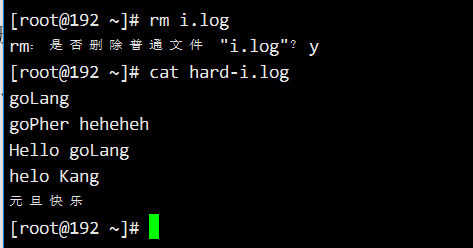 [root@192 ~]# rm i.log
rm：是否删除普通文件 "i.log"？y
[root@192 ~]# cat hard-i.log
goLang
goPher heheheh
Hello goLang
helo Kang
元旦快乐
[root@192 ~]#